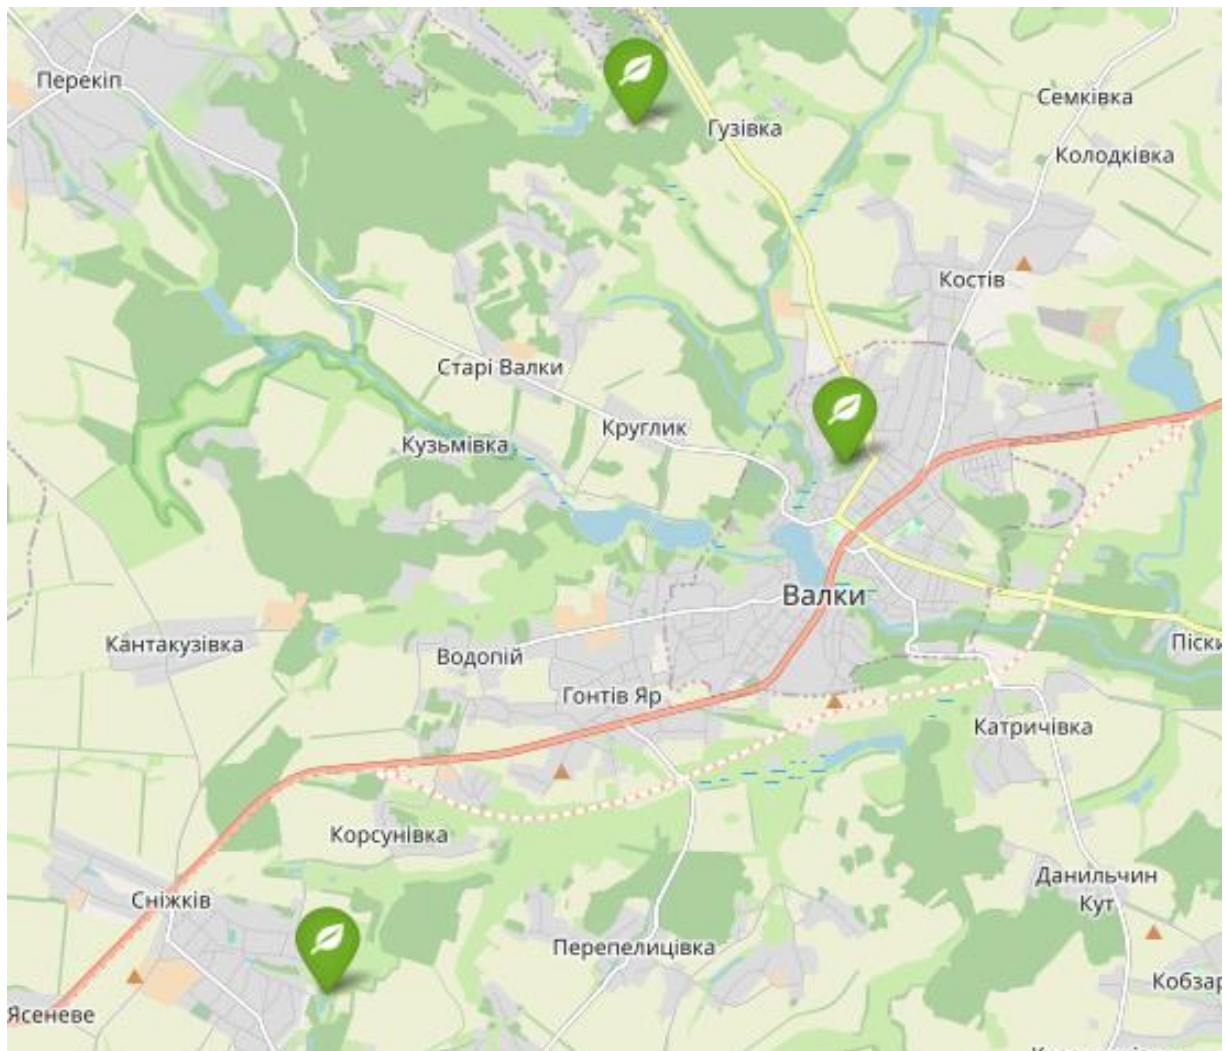 Перекіп
Семківка
Гузівка
Колодківка
Костів
Старі Валки
Круглик
Кузьмівка
Валки
Піски
Кантакузівка
Водопій
Гонтів Яр
Катричівка
Корсунівка
Данильчин
Кут
Сніжків
Перепелицівка
Кобзар
Ясеневе